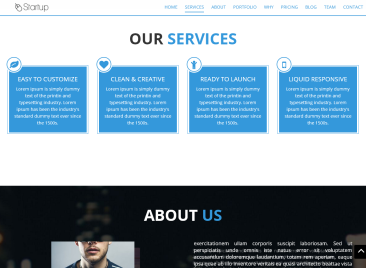 Startup
HOME SERVICES ABOUT PORTFOLIO WHY PRICING BLOG TEAM CONTACT
OUR SERVICES
EASY TO CUSTOMIZE
Lorem Ipsum is simply dummy
text of the printin and
typesetting industry. Lorem
Ipsum has been the industry's
standard dummy text ever since
the 1500s.
CLEAN & CREATIVE
Lorem Ipsum is simply dummy
text of the printin and
typesetting industry. Lorem
Ipsum has been the industry's
standard dummy text ever since
the 1500s.
READY TO LAUNCH
Lorem Ipsum is simply dummy
text of the printin and
typesetting industry. Lorem
Ipsum has been the industry's
standard dummy text ever since
the 1500s.
LIQUID RESPONSIVE
Lorem Ipsum is simply dummy
text of the printin and
typesetting industry. Lorem
Ipsum has been the industry's
standard dummy text ever since
the 1500s.
ABOUT US
exercitationem ullam corporis suscipit laboriosam. Sed ut
perspiciatis unde omnis iste natus error sit voluptatem
accusantium doloremque laudantium, totam rem aperiam, eaque
ipsa quae ab illo inventore veritatis ea quasi architecto beattae vitae